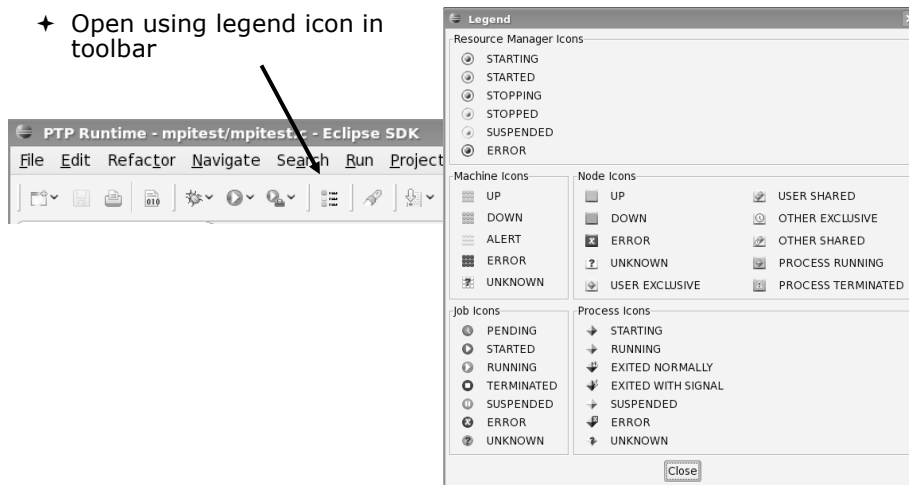 Open using legend icon in
toolbar
PTP Runtime - mpitest/mpitest.c - Eclipse SDK
File Edit Refactor Navigate Search Run Project
010
Legend
Resource Manager Icons
STARTING
STARTED
STOPPING
STOPPED
SUSPENDED
ERROR
Machine Icons
UP
DOWN
ALERT
ERROR
UNKNOWN
Node Icons
UP
DOWN
ERROR
UNKNOWN
USER EXCLUSIVE
USER SHARED
OTHER EXCLUSIVE
OTHER SHARED
PROCESS RUNNING
PROCESS TERMINATED
Job Icons
PENDING
STARTED
RUNNING
TERMINATED
SUSPENDED
ERROR
UNKNOWN
Process Icons
STARTING
RUNNING
EXITED NORMALLY
EXITED WITH SIGNAL
SUSPENDED
ERROR
UNKNOWN
Close